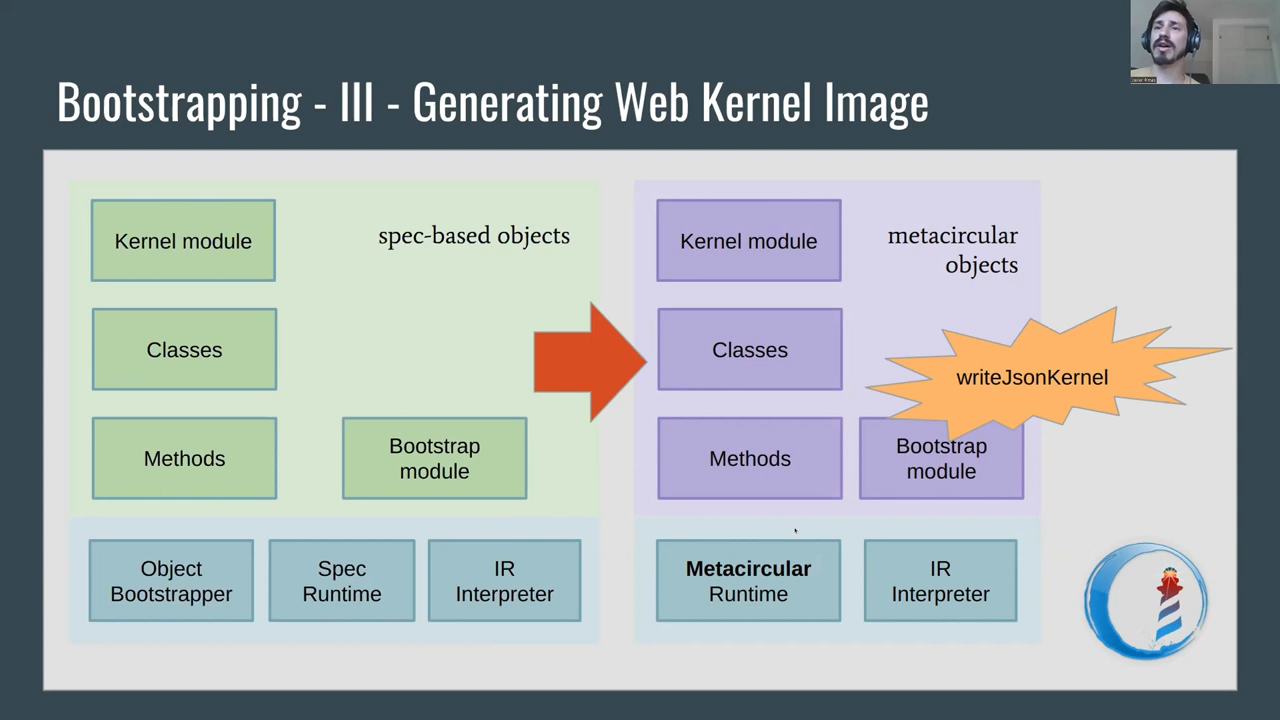 Bootstrapping - III - Generating Web Kernel Image
Kernel module
spec-based objects
Classes
Methods
Bootstrap
module
Object
Bootstrapper
Spec
Runtime
IR
Interpreter
Kernel module
metacircular
objects
Classes
writeJsonKernel
Methods
Bootstrap
module
Metacircular
Runtime
IR
Interpreter